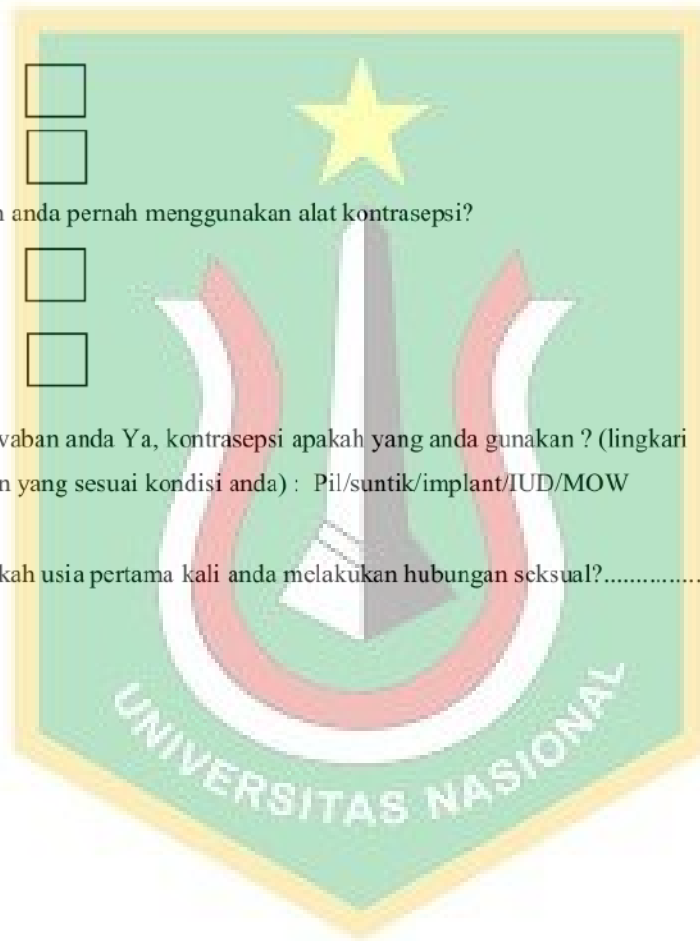 n anda pernah menggunakan alat kontrasepsi?
vaban anda Ya, kontrasepsi apakah yang anda gunakan ? (lingkari
n yang sesuai kondisi anda) : Pil/suntik/implant/IUD/MOW
kah usia pertama kali anda melakukan hubungan seksual?...............
UNIVERSITAS NASIONAL